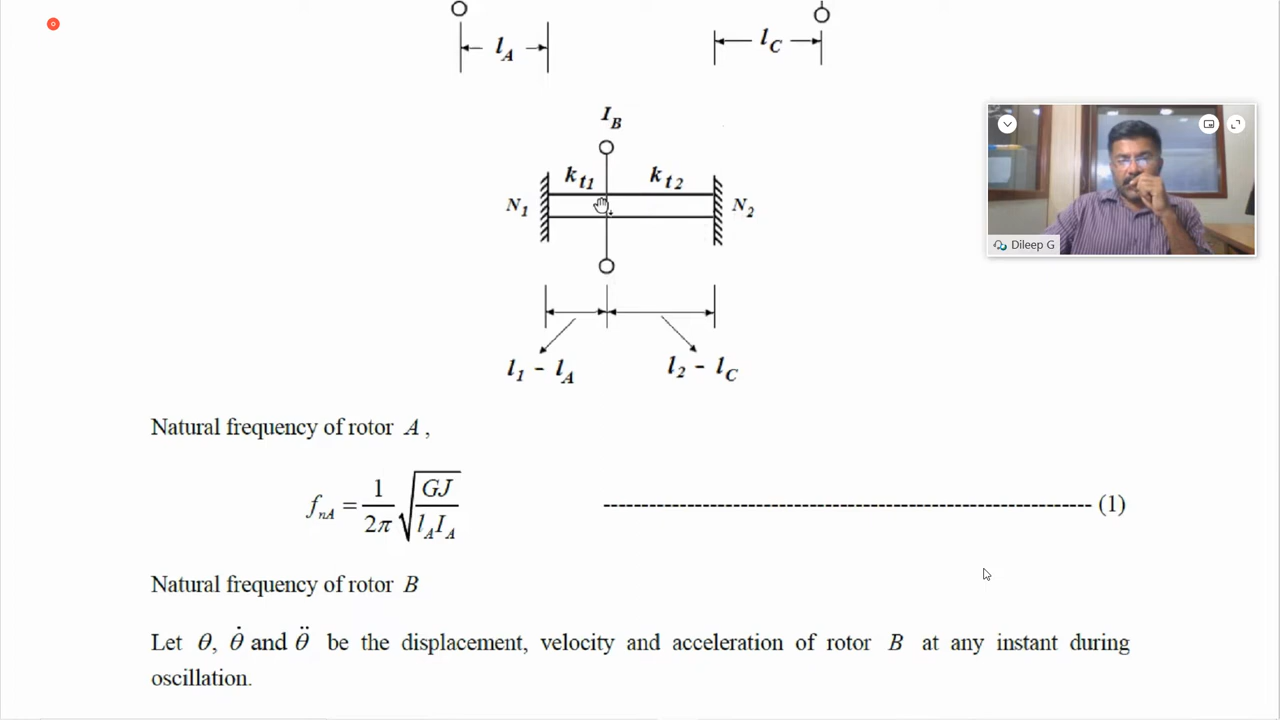 l_A
l_C
I_B
k_t1 k_t2
N_1 N_2
l_1 - l_A
l_2 - l_C
Natural frequency of rotor A ,
f_nA = 1/2π √(GJ/l_A I_A) ---------------------------------------------------------------------- (1)
Natural frequency of rotor B
Let θ, θ̇ and θ̈ be the displacement, velocity and acceleration of rotor B at any instant during
oscillation.
Dileep G